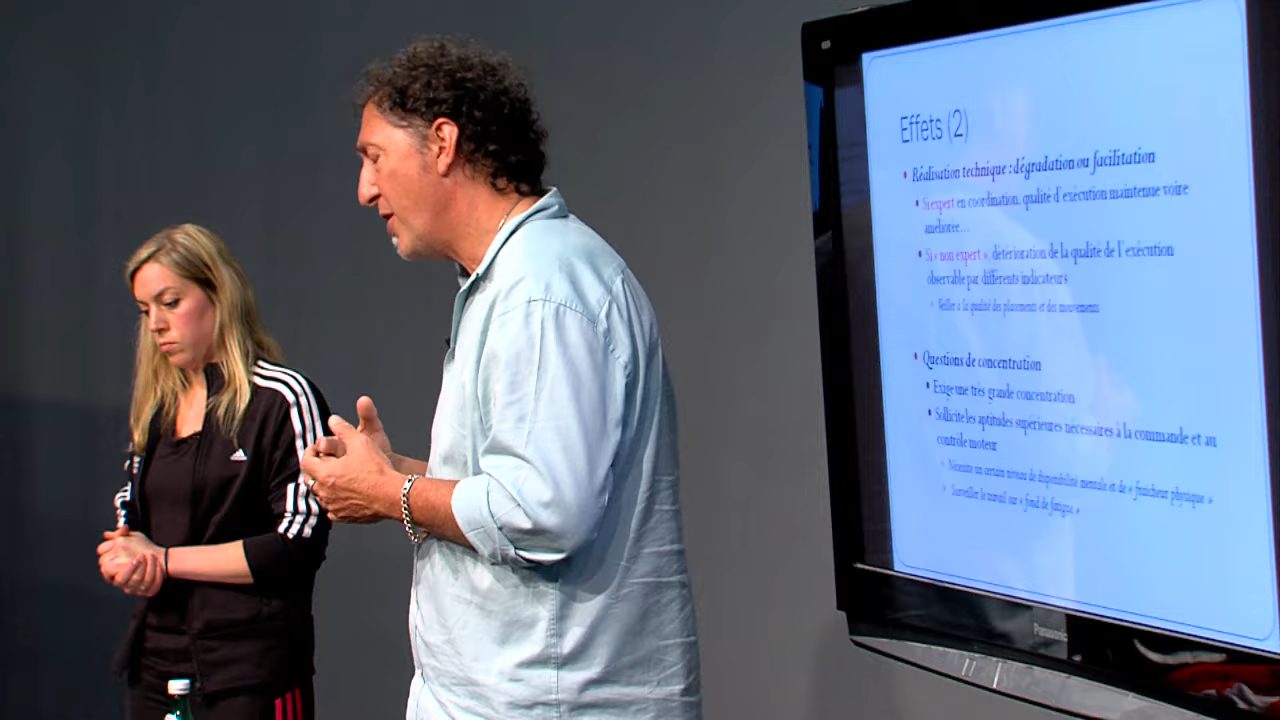 Effets (2)
Réalisation technique : dégradation ou facilitation
Si expert en coordination, qualité d'exécution maintenue voire
améliorée…
Si « non expert », détérioration de la qualité de l'exécution
observable par différents indicateurs
Veiller à la qualité des placements et des mouvements
Questions de concentration
Exige une très grande concentration
Sollicite les aptitudes supérieures nécessaires à la commande et au
contrôle moteur
Nécessite un certain niveau de disponibilité mentale et de « fraîcheur physique »
Surveiller le travail sur « fond de fatigue »
Panasonic
adidas